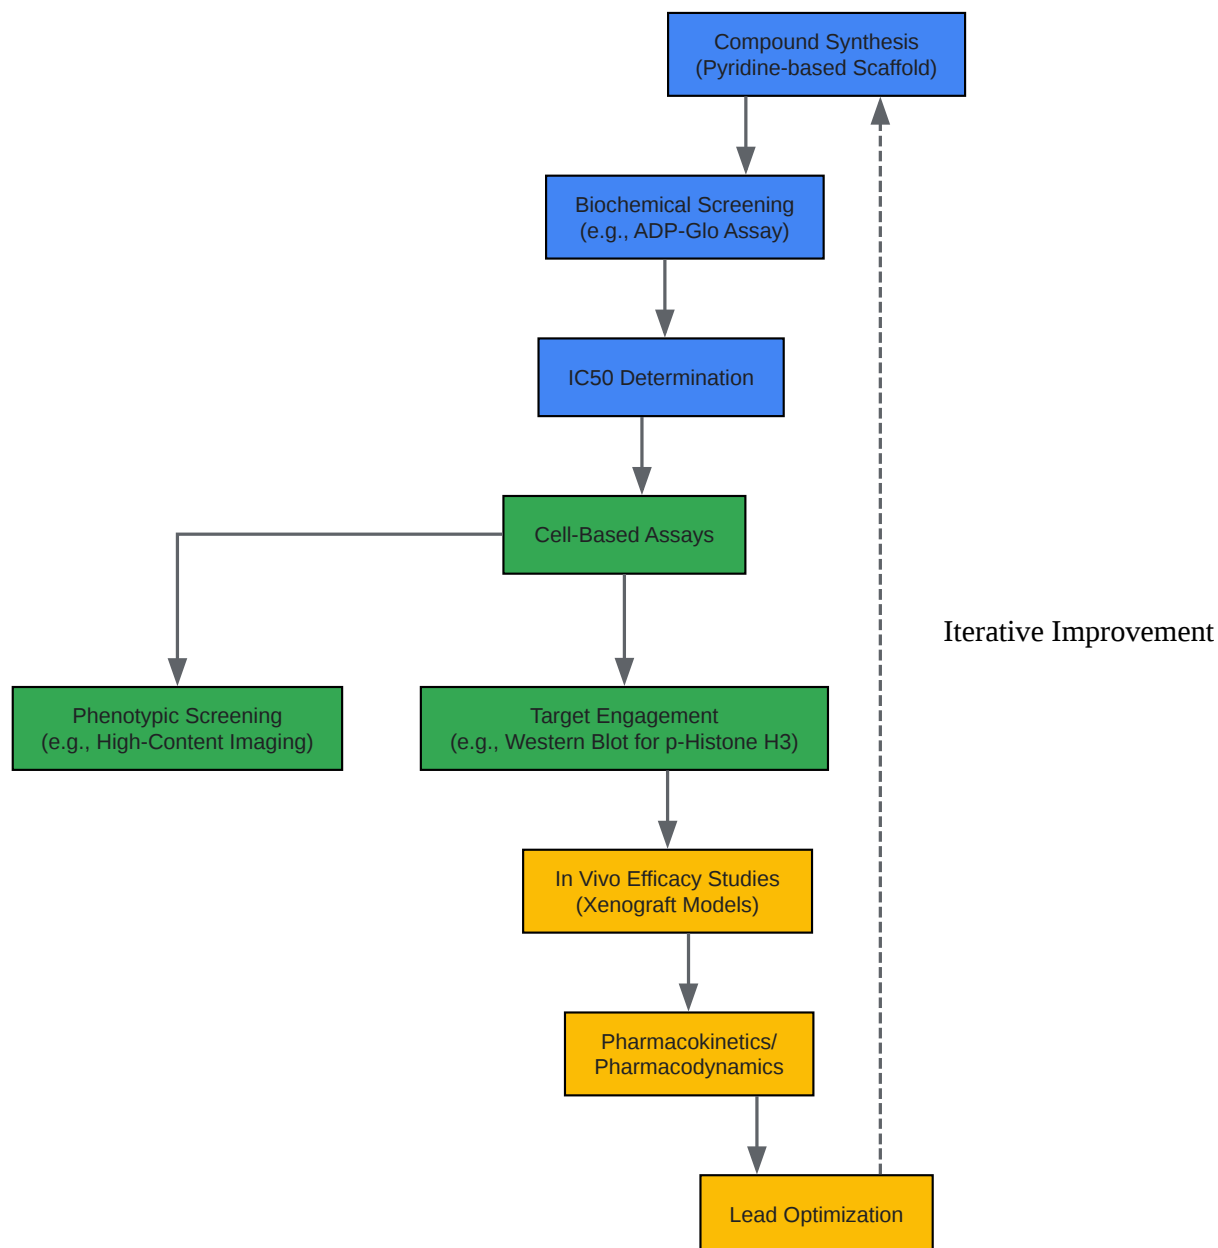 Compound Synthesis
(Pyridine-based Scaffold)
Biochemical Screening
(e.g., ADP-Glo Assay)
IC50 Determination
Cell-Based Assays
Iterative Improvement
Phenotypic Screening
(e.g., High-Content Imaging)
Target Engagement
(e.g., Western Blot for p-Histone H3)
In Vivo Efficacy Studies
(Xenograft Models)
Pharmacokinetics/
Pharmacodynamics
Lead Optimization